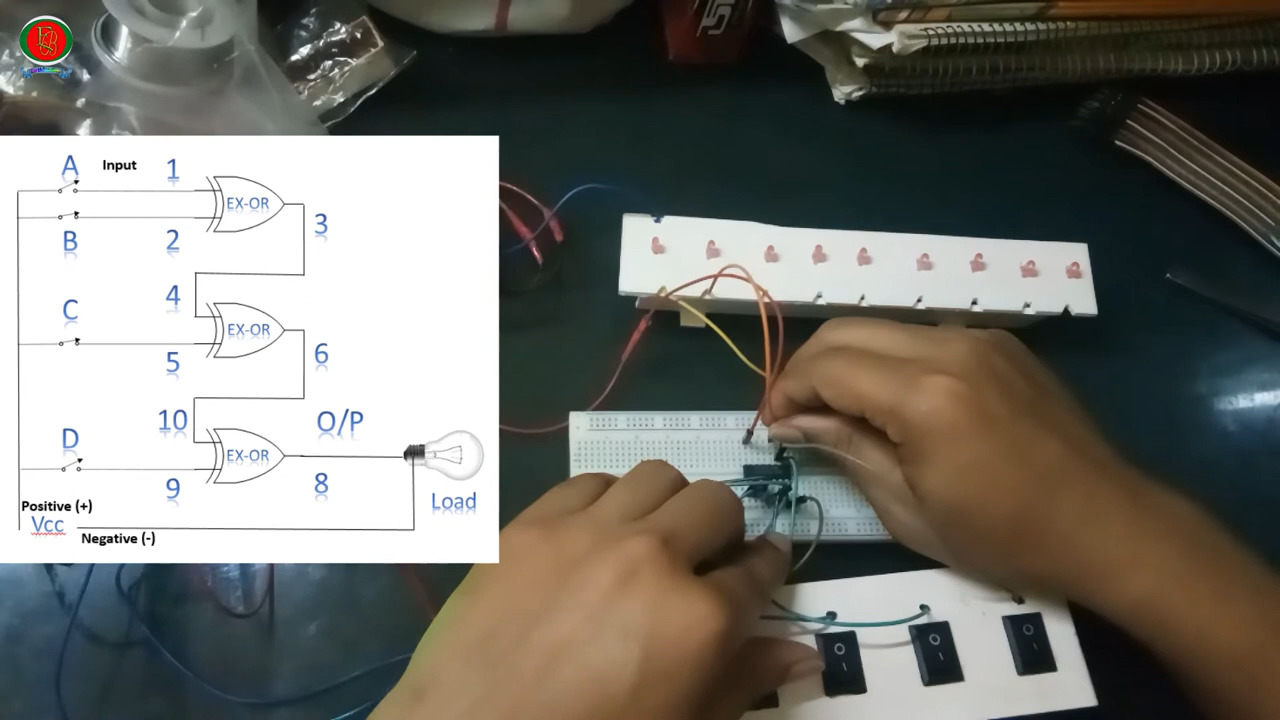 A Input 1
EX-OR
B 2 3
4
C
EX-OR
5 6
10 O/P
D
EX-OR
9 8
Positive (+) Load
Vcc
Negative (-)
O
I
O
I
O
I